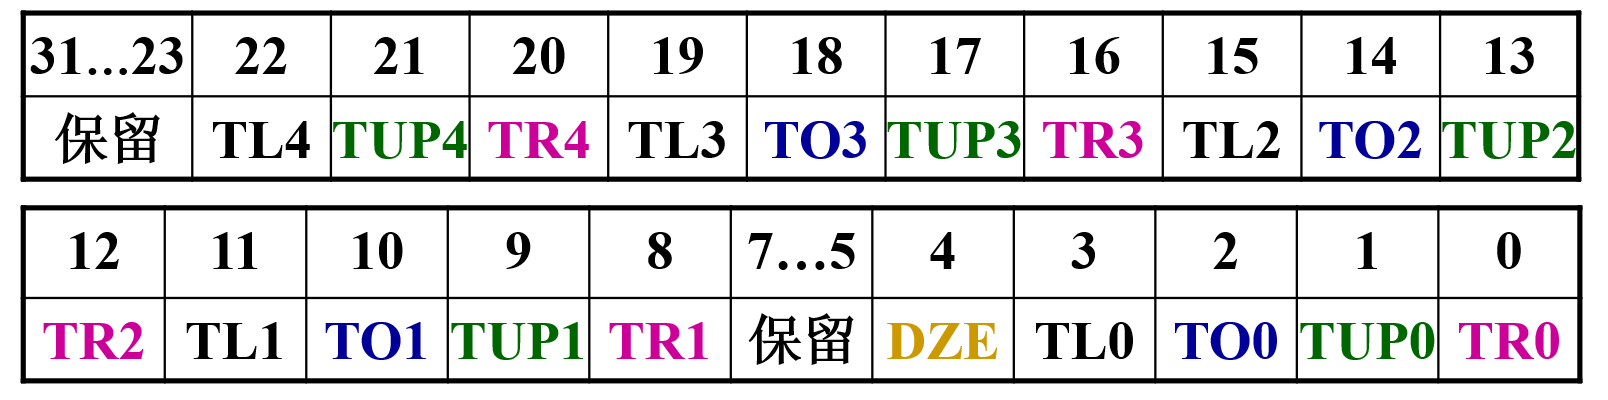 31...23 22 21 20 19 18 17 16 15 14 13
保留 TL4 TUP4 TR4 TL3 TO3 TUP3 TR3 TL2 TO2 TUP2
12 11 10 9 8 7...5 4 3 2 1 0
TR2 TL1 TO1 TUP1 TR1 保留 DZE TL0 TO0 TUP0 TR0